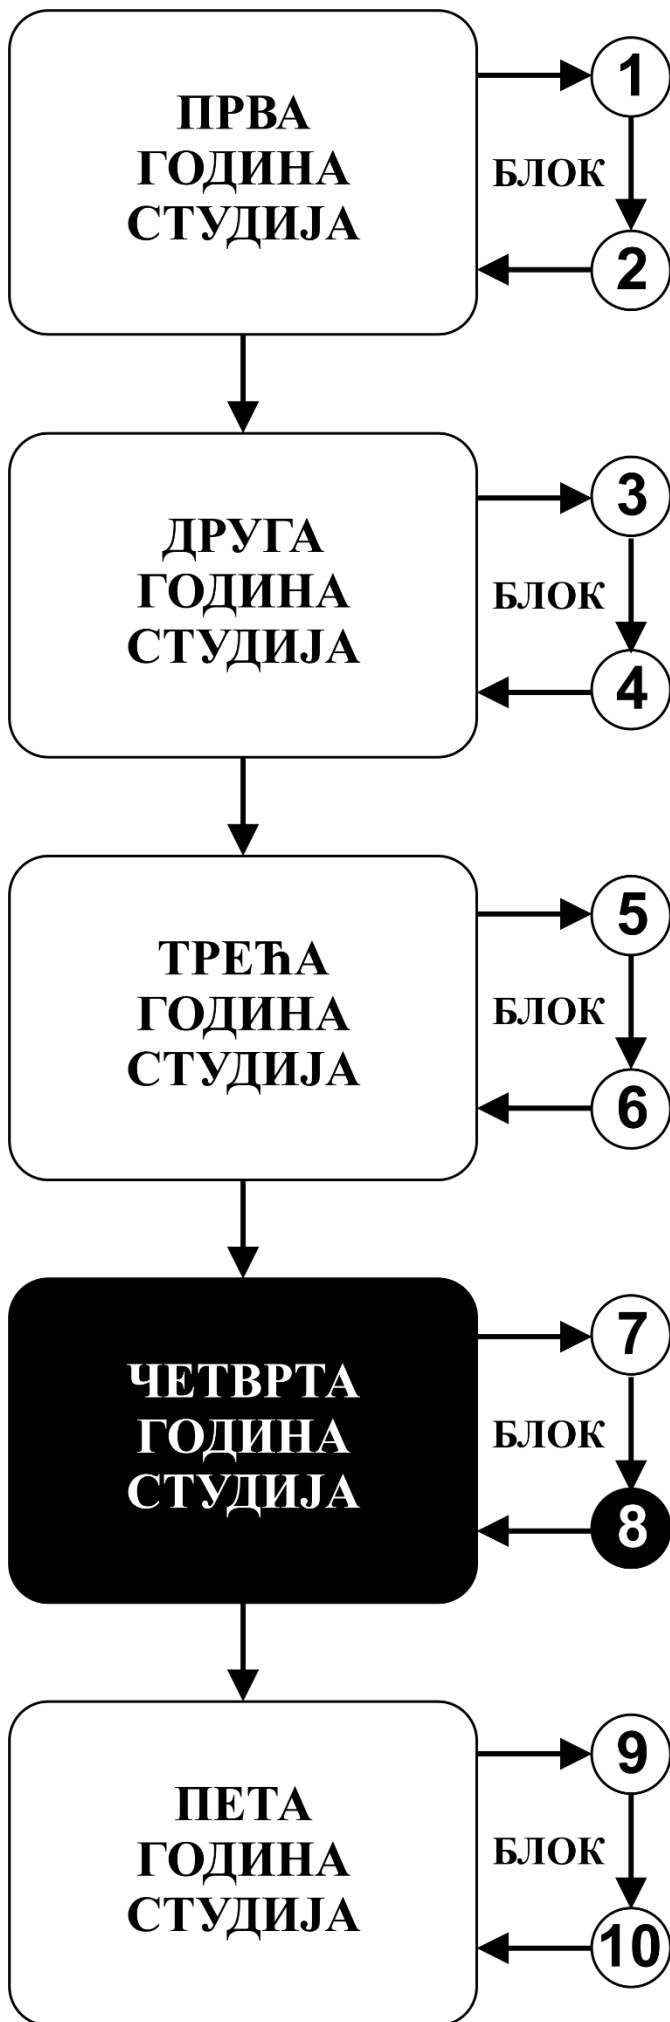 ПРВА
ГОДИНА
СТУДИЈА
1
БЛОК
2
ДРУГА
ГОДИНА
СТУДИЈА
3
БЛОК
4
ТРЕЋА
ГОДИНА
СТУДИЈА
5
БЛОК
6
ЧЕТВРТА
ГОДИНА
СТУДИЈА
7
БЛОК
8
ПЕТА
ГОДИНА
СТУДИЈА
9
БЛОК
10